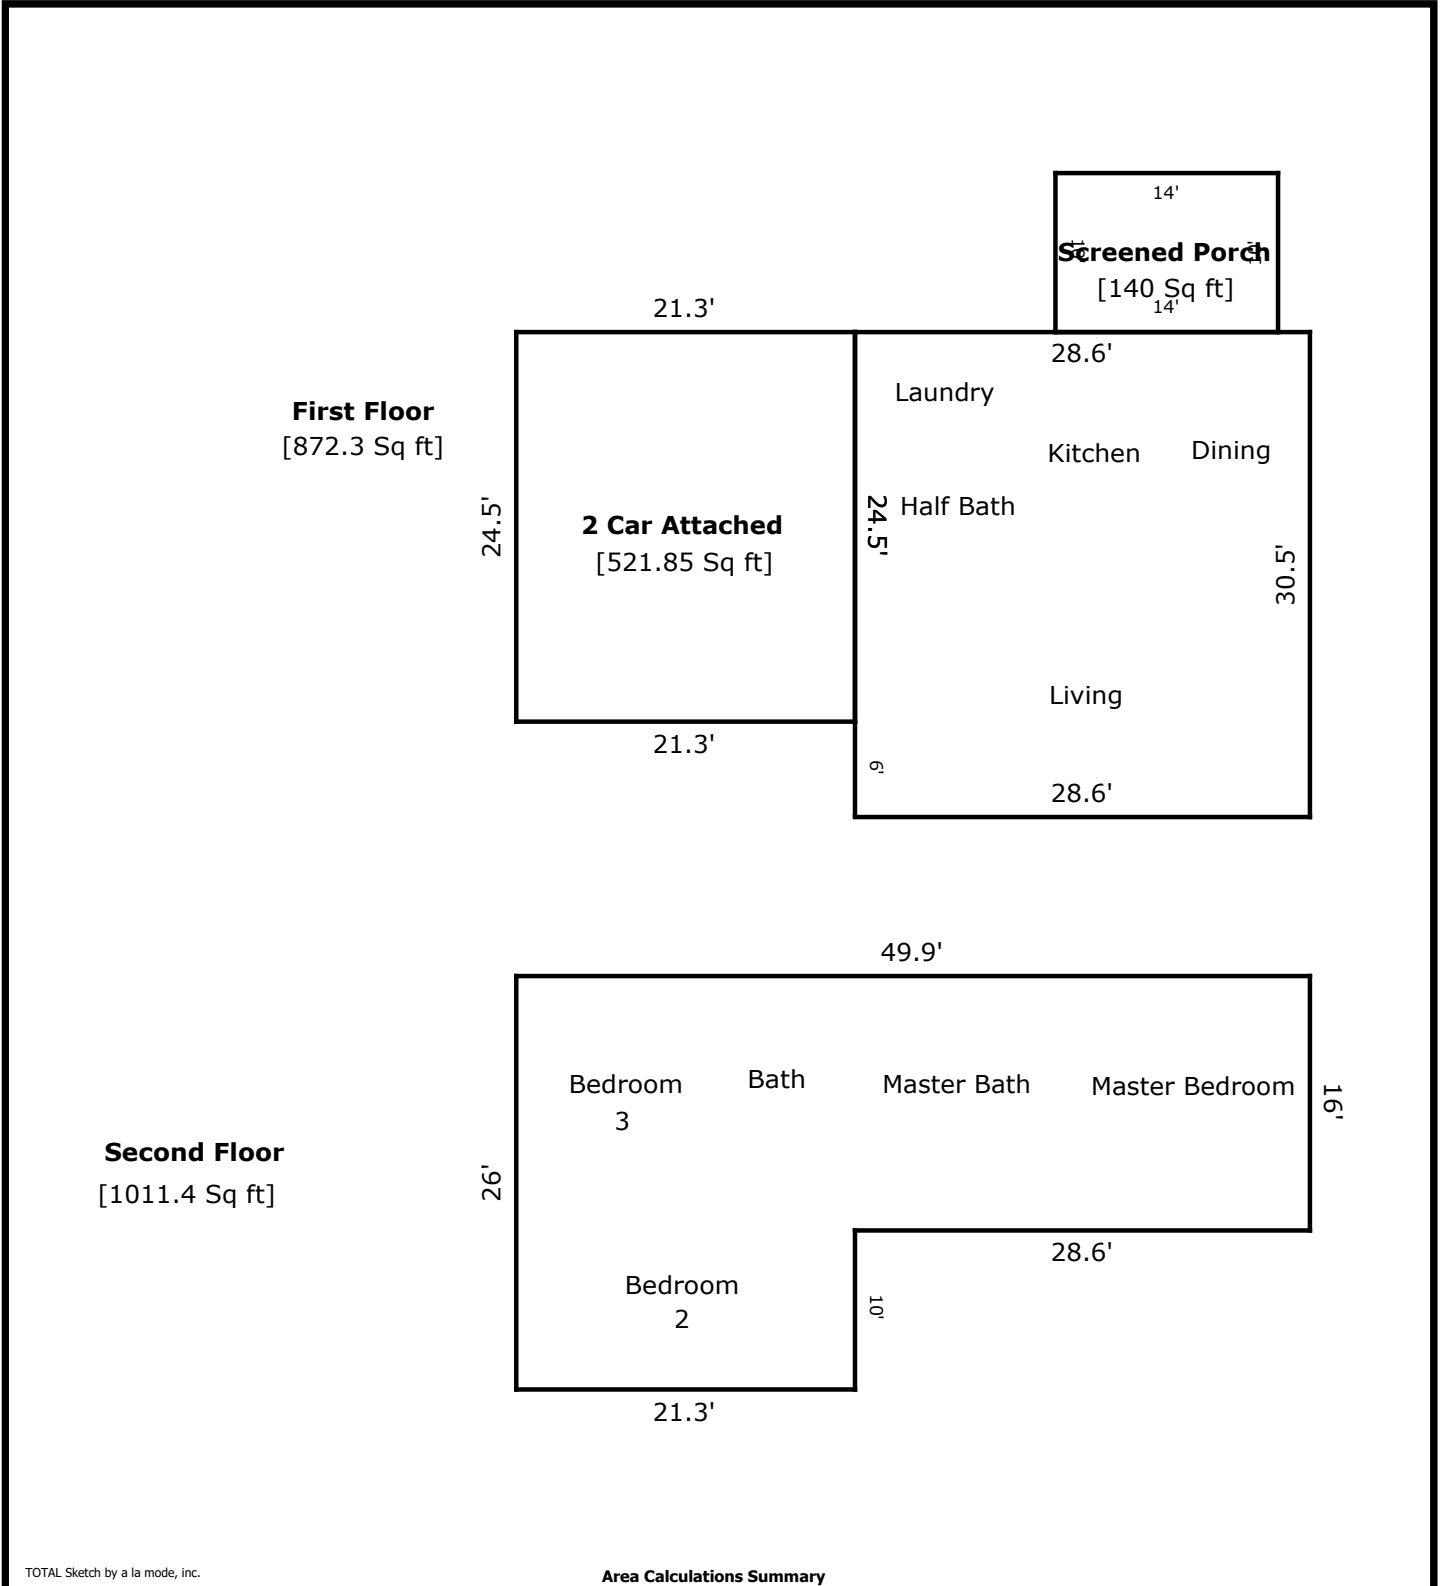 14'
10'
Screened Porch
10'
[140 Sq ft]
14'
21.3'
28.6'
Laundry
First Floor
[872.3 Sq ft]
Kitchen
Dining
24.5'
2 Car Attached
[521.85 Sq ft]
24.5'
Half Bath
30.5'
Living
21.3'
6'
28.6'
49.9'
Bedroom
3
Bath
Master Bath
Master Bedroom
16'
Second Floor
[1011.4 Sq ft]
26'
28.6'
Bedroom
2
10'
21.3'
TOTAL Sketch by a la mode, inc.
Area Calculations Summary